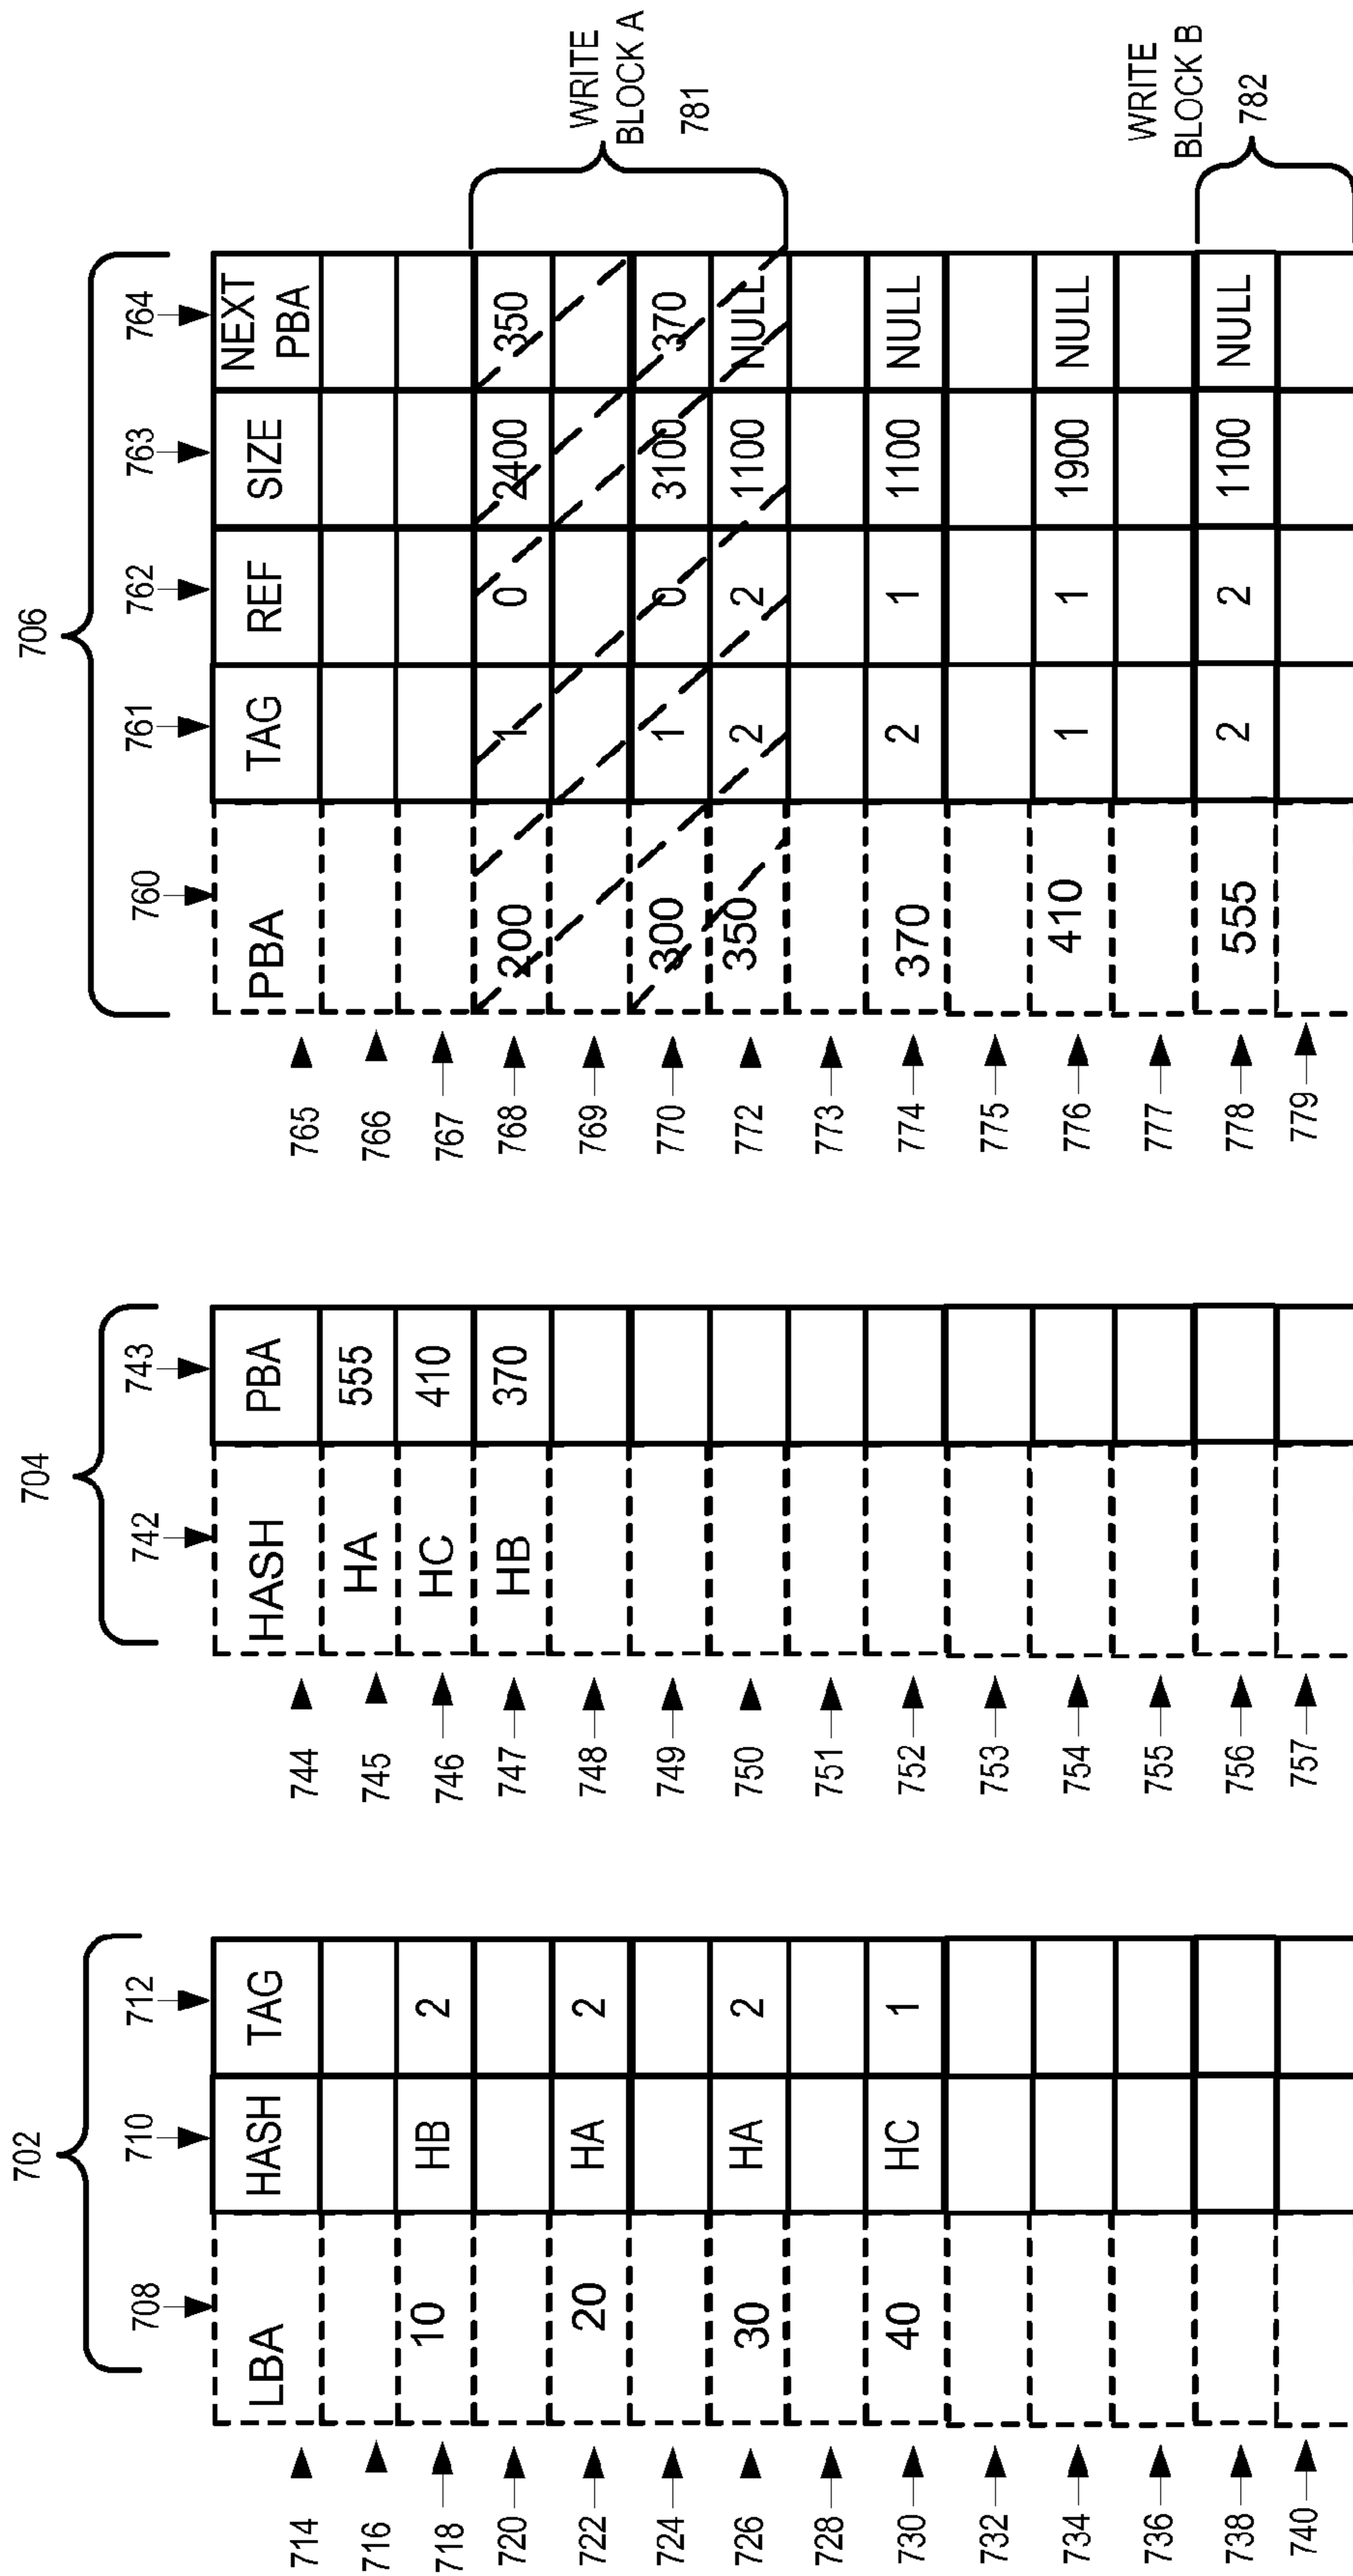 702
708 710 712
LBA HASH TAG
714
716
718 10 HB 2
720
722 20 HA 2
724
726 30 HA 2
728
730 40 HC 1
732
734
736
738
740
704
742 743
HASH PBA
744
745 HA 555
746 HC 410
747 HB 370
748
749
750
751
752
753
754
755
756
757
706
760 761 762 763 764
PBA TAG REF SIZE NEXT
PBA
765
766
767
768 200 1 0 2400 350
769
770 300 1 0 3100 370
772 350 2 2 1100 NULL
773
774 370 2 1 1100 NULL
775
776 410 1 1 1900 NULL
777
778 555 2 2 1100 NULL
779
WRITE
BLOCK A
781
WRITE
BLOCK B
782